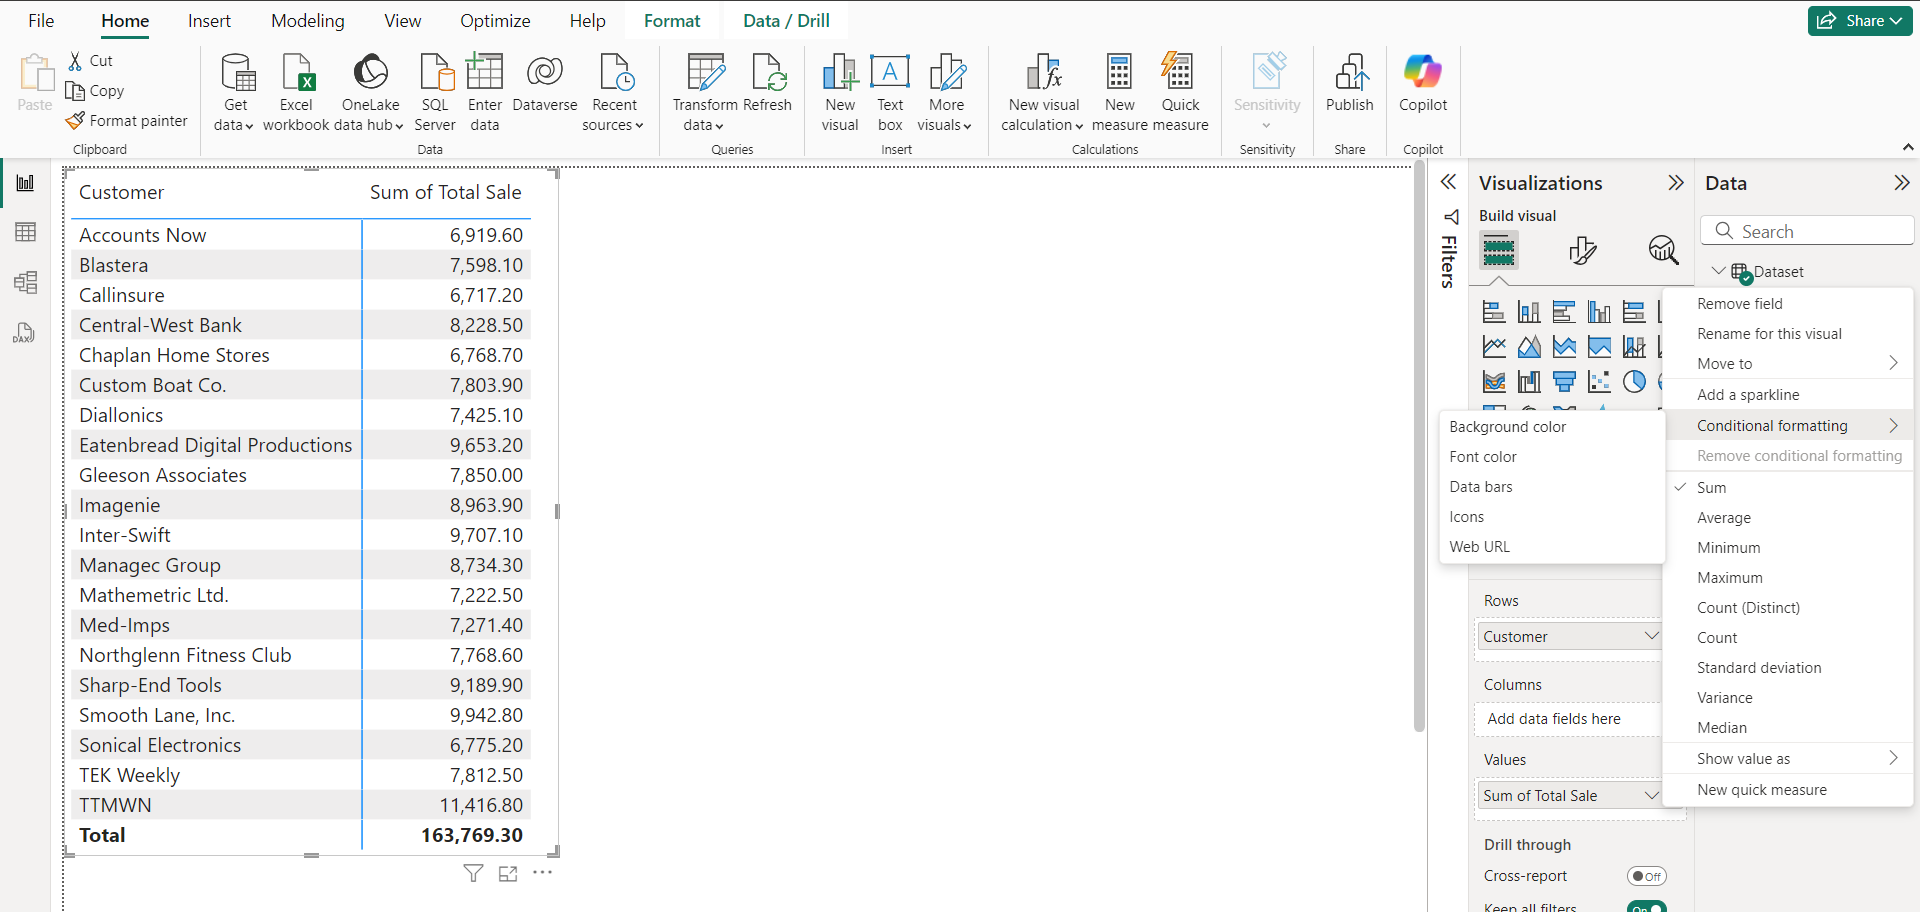 File Home Insert Modeling View Optimize Help Format Data / Drill Share
Paste Cut Copy Format painter
Get data Excel workbook OneLake data hub SQL Server Enter data Dataverse Recent sources
Transform data Refresh New visual Text box More visuals
New visual calculation New measure Quick measure Sensitivity Publish Copilot
Clipboard Data Queries Insert Calculations Sensitivity Share Copilot
DAX
Customer Sum of Total Sale
Accounts Now 6,919.60
Blastera 7,598.10
Callinsure 6,717.20
Central-West Bank 8,228.50
Chaplan Home Stores 6,768.70
Custom Boat Co. 7,803.90
Diallonics 7,425.10
Eatenbread Digital Productions 9,653.20
Gleeson Associates 7,850.00
Imagenie 8,963.90
Inter-Swift 9,707.10
Managec Group 8,734.30
Mathemetric Ltd. 7,222.50
Med-Imps 7,271.40
Northglenn Fitness Club 7,768.60
Sharp-End Tools 9,189.90
Smooth Lane, Inc. 9,942.80
Sonical Electronics 6,775.20
TEK Weekly 7,812.50
TTMWN 11,416.80
Total 163,769.30
Filters
Visualizations
Build visual
Background color
Font color
Data bars
Icons
Web URL
Rows
Customer
Columns
Add data fields here
Values
Sum of Total Sale
Drill through
Cross-report Off
Keep all filters On
Data
Search
Dataset
Remove field
Rename for this visual
Move to
Add a sparkline
Conditional formatting
Remove conditional formatting
Sum
Average
Minimum
Maximum
Count (Distinct)
Count
Standard deviation
Variance
Median
Show value as
New quick measure